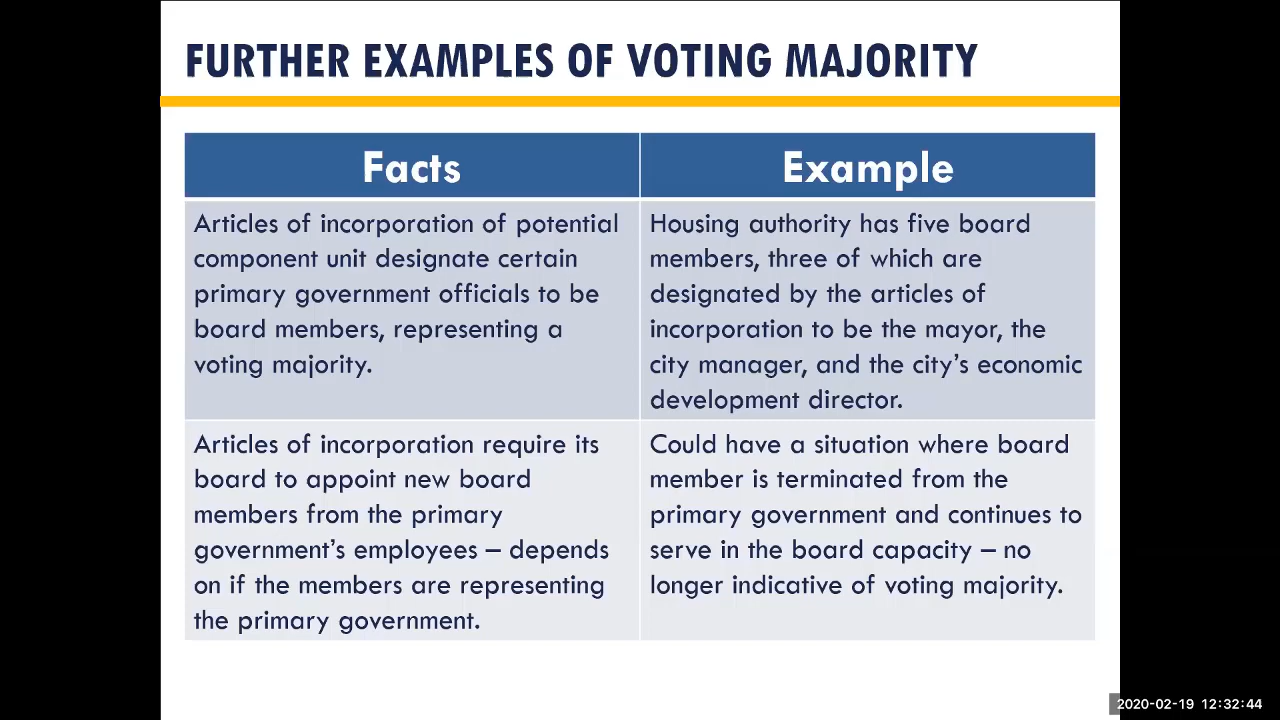 FURTHER EXAMPLES OF VOTING MAJORITY
Facts
Example
Articles of incorporation of potential
component unit designate certain
primary government officials to be
board members, representing a
voting majority.
Housing authority has five board
members, three of which are
designated by the articles of
incorporation to be the mayor, the
city manager, and the city’s economic
development director.
Articles of incorporation require its
board to appoint new board
members from the primary
government’s employees – depends
on if the members are representing
the primary government.
Could have a situation where board
member is terminated from the
primary government and continues to
serve in the board capacity – no
longer indicative of voting majority.
2020-02-19 12:32:44